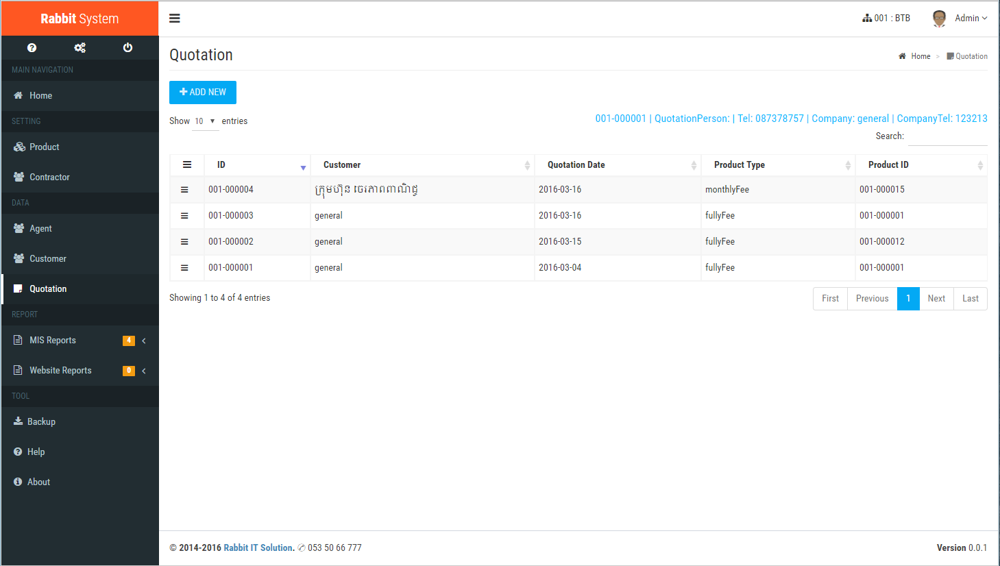 Rabbit System
001 : BTB
Admin
MAIN NAVIGATION
Home
SETTING
Product
Contractor
DATA
Agent
Customer
Quotation
REPORT
MIS Reports 4
Website Reports 0
TOOL
Backup
Help
About
Quotation
Home > Quotation
ADD NEW
Show 10 entries
001-000001 | QuotationPerson: | Tel: 087378757 | Company: general | CompanyTel: 123213
Search:
ID Customer Quotation Date Product Type Product ID
001-000004 ក្រុមហ៊ុន ចេរភាពពាណិជ្ជ 2016-03-16 monthlyFee 001-000015
001-000003 general 2016-03-16 fullyFee 001-000001
001-000002 general 2016-03-15 fullyFee 001-000012
001-000001 general 2016-03-04 fullyFee 001-000001
Showing 1 to 4 of 4 entries
First Previous 1 Next Last
© 2014-2016 Rabbit IT Solution. ✆ 053 50 66 777
Version 0.0.1